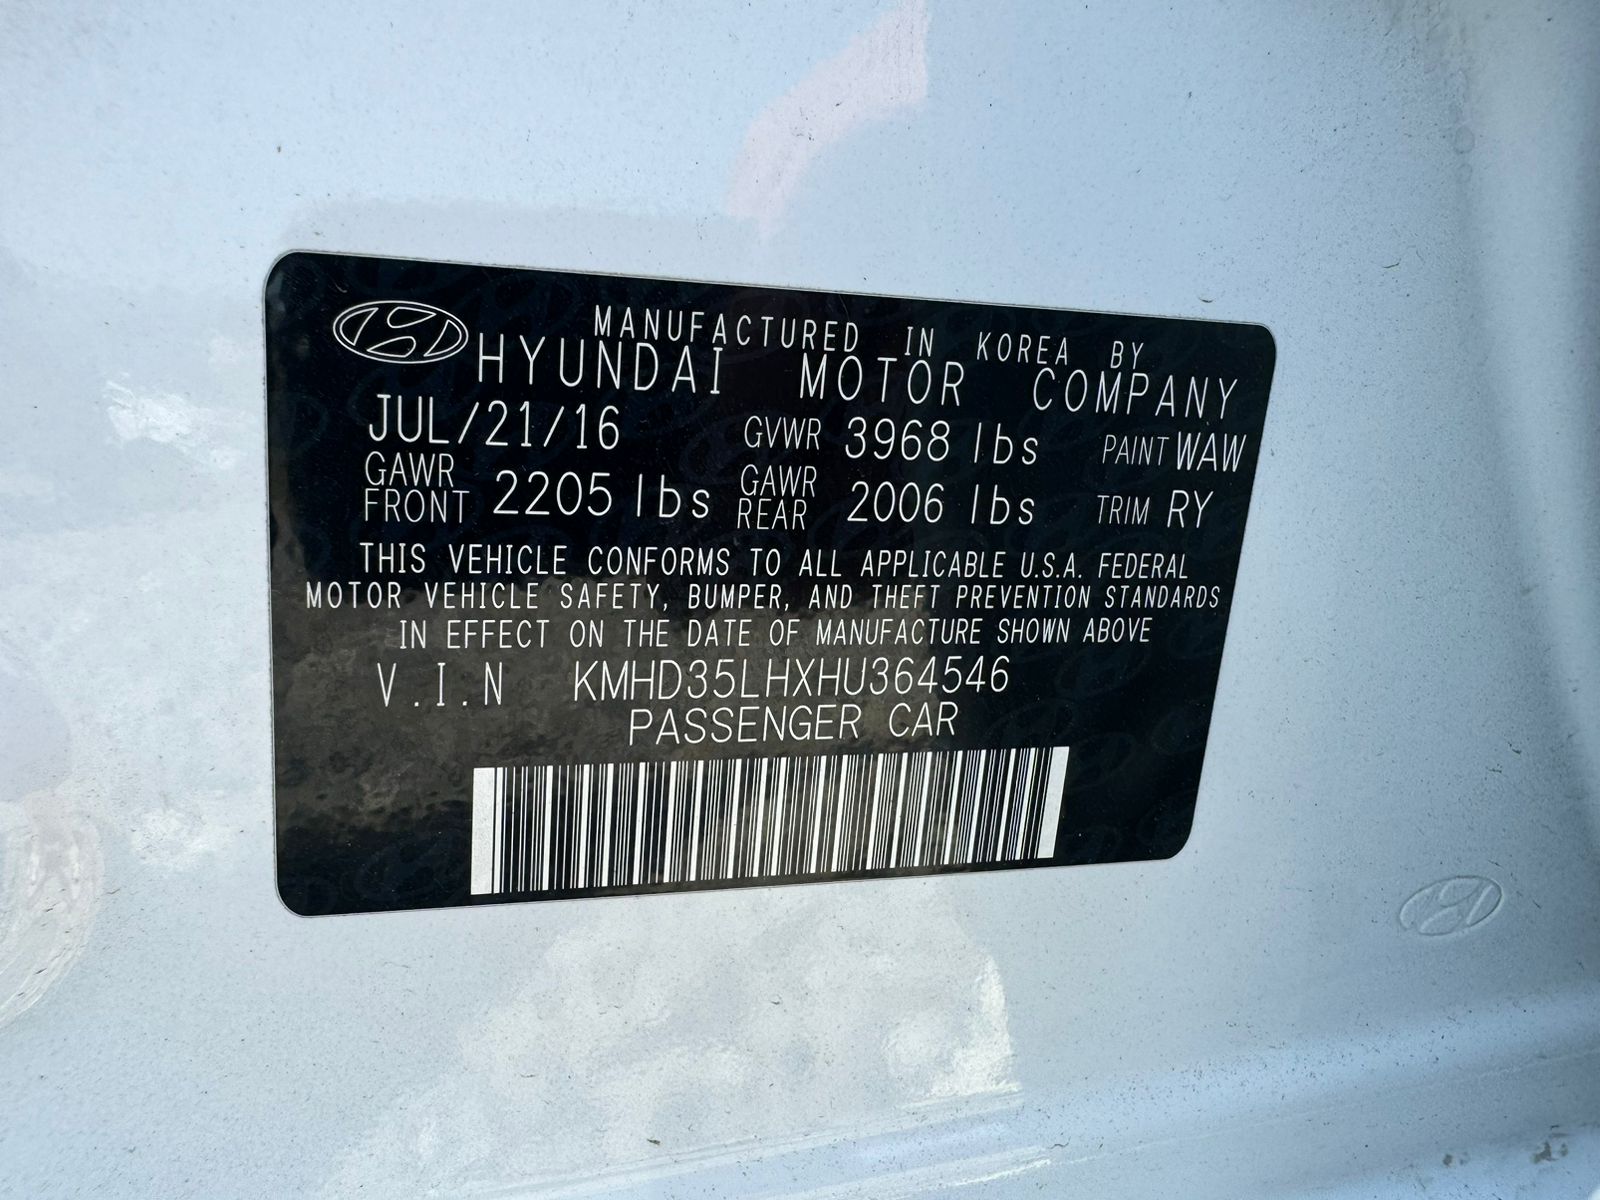 MANUFACTURED IN KOREA BY
HYUNDAI MOTOR COMPANY
JUL/21/16 GVWR 3968 lbs PAINT WAW
GAWR FRONT 2205 lbs GAWR REAR 2006 lbs TRIM RY
THIS VEHICLE CONFORMS TO ALL APPLICABLE U.S.A. FEDERAL
MOTOR VEHICLE SAFETY, BUMPER, AND THEFT PREVENTION STANDARDS
IN EFFECT ON THE DATE OF MANUFACTURE SHOWN ABOVE
V.I.N KMHD35LHXHU364546
PASSENGER CAR